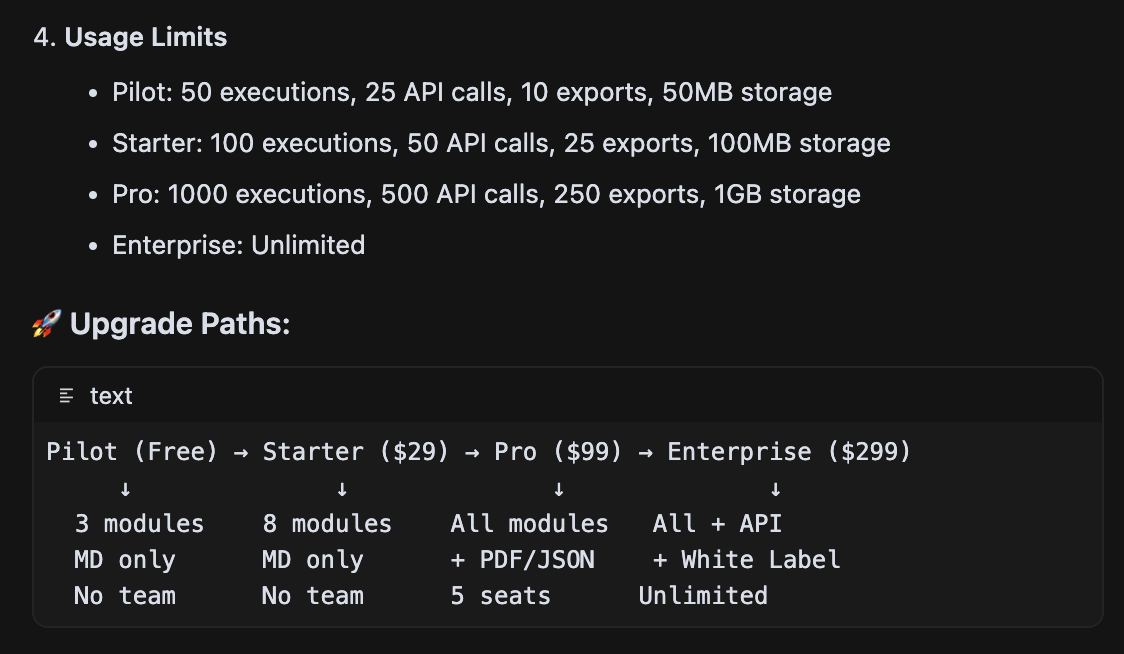 4. Usage Limits
• Pilot: 50 executions, 25 API calls, 10 exports, 50MB storage
• Starter: 100 executions, 50 API calls, 25 exports, 100MB storage
• Pro: 1000 executions, 500 API calls, 250 exports, 1GB storage
• Enterprise: Unlimited
🚀 Upgrade Paths:
text
Pilot (Free) → Starter ($29) → Pro ($99) → Enterprise ($299)
↓ ↓ ↓ ↓
3 modules 8 modules All modules All + API
MD only MD only + PDF/JSON + White Label
No team No team 5 seats Unlimited